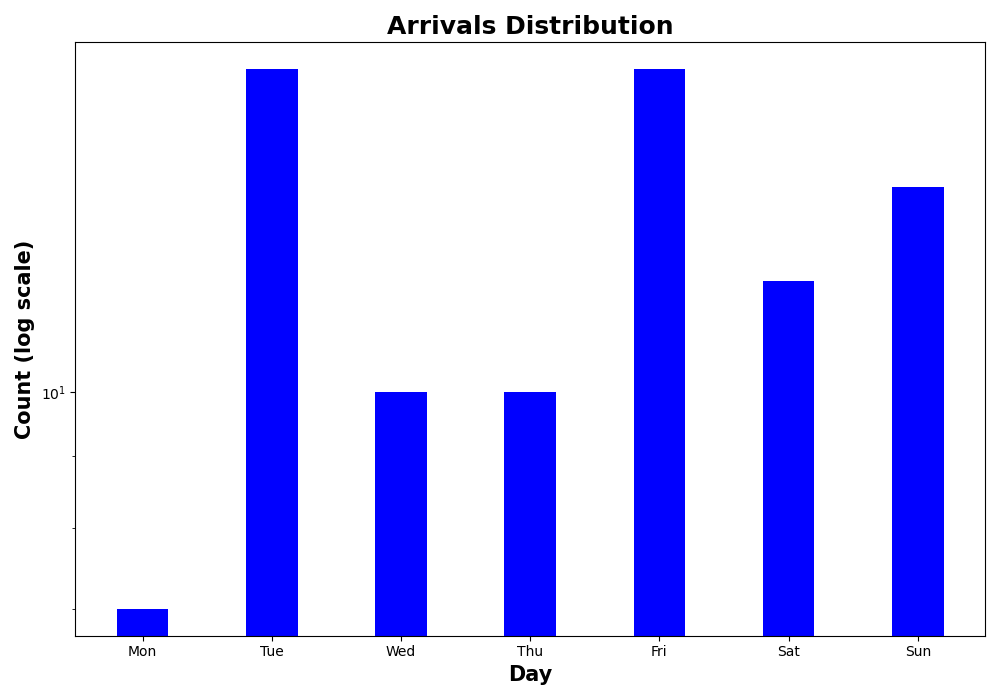 Arrivals Distribution
Count (log scale)
10¹
Mon Tue Wed Thu Fri Sat Sun
Day